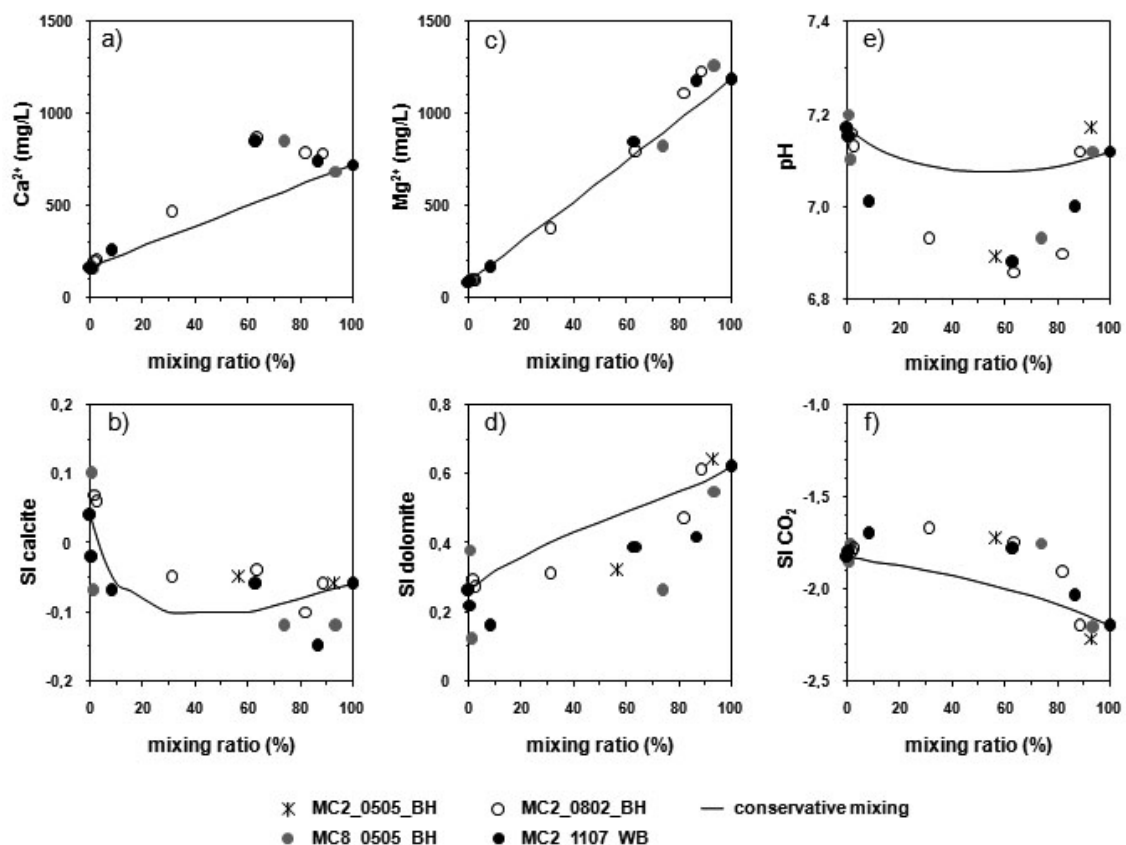 a)
1500
1000
500
0
Ca²⁺ (mg/L)
0 20 40 60 80 100
mixing ratio (%)
c)
1500
1000
500
0
Mg²⁺ (mg/L)
0 20 40 60 80 100
mixing ratio (%)
e)
7,4
7,2
7,0
6,8
pH
0 20 40 60 80 100
mixing ratio (%)
b)
0,2
0,1
0
-0,1
-0,2
SI calcite
0 20 40 60 80 100
mixing ratio (%)
d)
0,8
0,6
0,4
0,2
0
SI dolomite
0 20 40 60 80 100
mixing ratio (%)
f)
-1,0
-1,5
-2,0
-2,5
SI CO₂
0 20 40 60 80 100
mixing ratio (%)
MC2_0505_BH MC2_0802_BH conservative mixing
MC8_0505_BH MC2_1107_WB